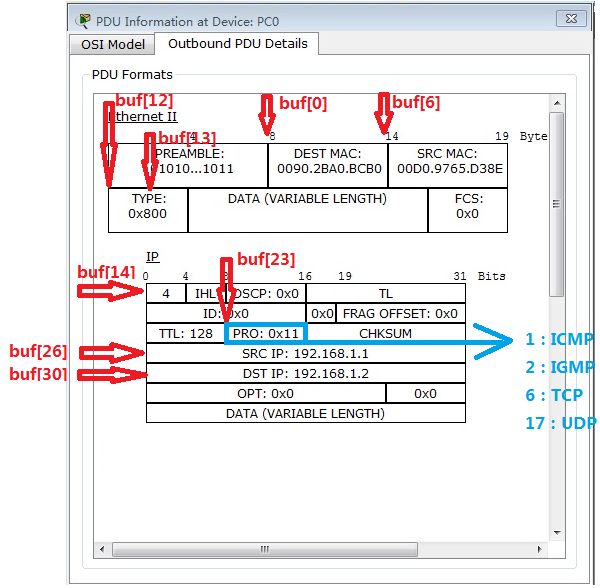 PDU Information at Device: PC0
OSI Model Outbound PDU Details
PDU Formats
buf[12] buf[0] buf[6]
Ethernet II
buf[13]
4 8 14 19 Byte
PREAMBLE: DEST MAC: SRC MAC:
1010...1011 0090.2BA0.BCB0 00D0.9765.D38E
TYPE: DATA (VARIABLE LENGTH) FCS:
0x800 0x0
IP buf[23]
buf[14] 0 4 8 16 19 31 Bits
4 IHL DSCP: 0x0 TL
ID: 0x0 0x0 FRAG OFFSET: 0x0
TTL: 128 PRO: 0x11 CHKSUM
1：ICMP
buf[26] SRC IP: 192.168.1.1
2：IGMP
buf[30] DST IP: 192.168.1.2
6：TCP
OPT: 0x0 0x0
DATA (VARIABLE LENGTH)
17：UDP